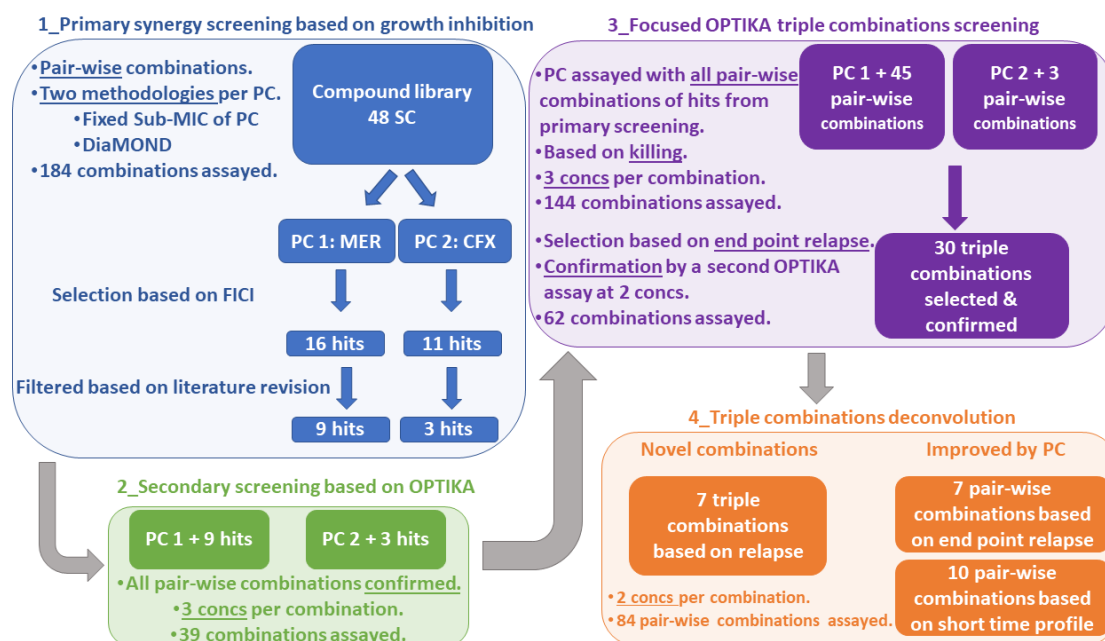 1_Primary synergy screening based on growth inhibition
•Pair-wise combinations.
•Two methodologies per PC.
•Fixed Sub-MIC of PC
•DiaMOND
•184 combinations assayed.
Compound library
48 SC
PC 1: MER
PC 2: CFX
Selection based on FICI
16 hits
11 hits
Filtered based on literature revision
9 hits
3 hits
2_Secondary screening based on OPTIKA
PC 1 + 9 hits
PC 2 + 3 hits
•All pair-wise combinations confirmed.
•3 concs per combination.
•39 combinations assayed.
3_Focused OPTIKA triple combinations screening
•PC assayed with all pair-wise
combinations of hits from
primary screening.
•Based on killing.
•3 concs per combination.
•144 combinations assayed.
PC 1 + 45
pair-wise
combinations
PC 2 + 3
pair-wise
combinations
•Selection based on end point relapse.
•Confirmation by a second OPTIKA
assay at 2 concs.
•62 combinations assayed.
30 triple
combinations
selected &
confirmed
4_Triple combinations deconvolution
Novel combinations
7 triple
combinations
based on relapse
•2 concs per combination.
•84 pair-wise combinations assayed.
Improved by PC
7 pair-wise
combinations based
on end point relapse
10 pair-wise
combinations based
on short time profile